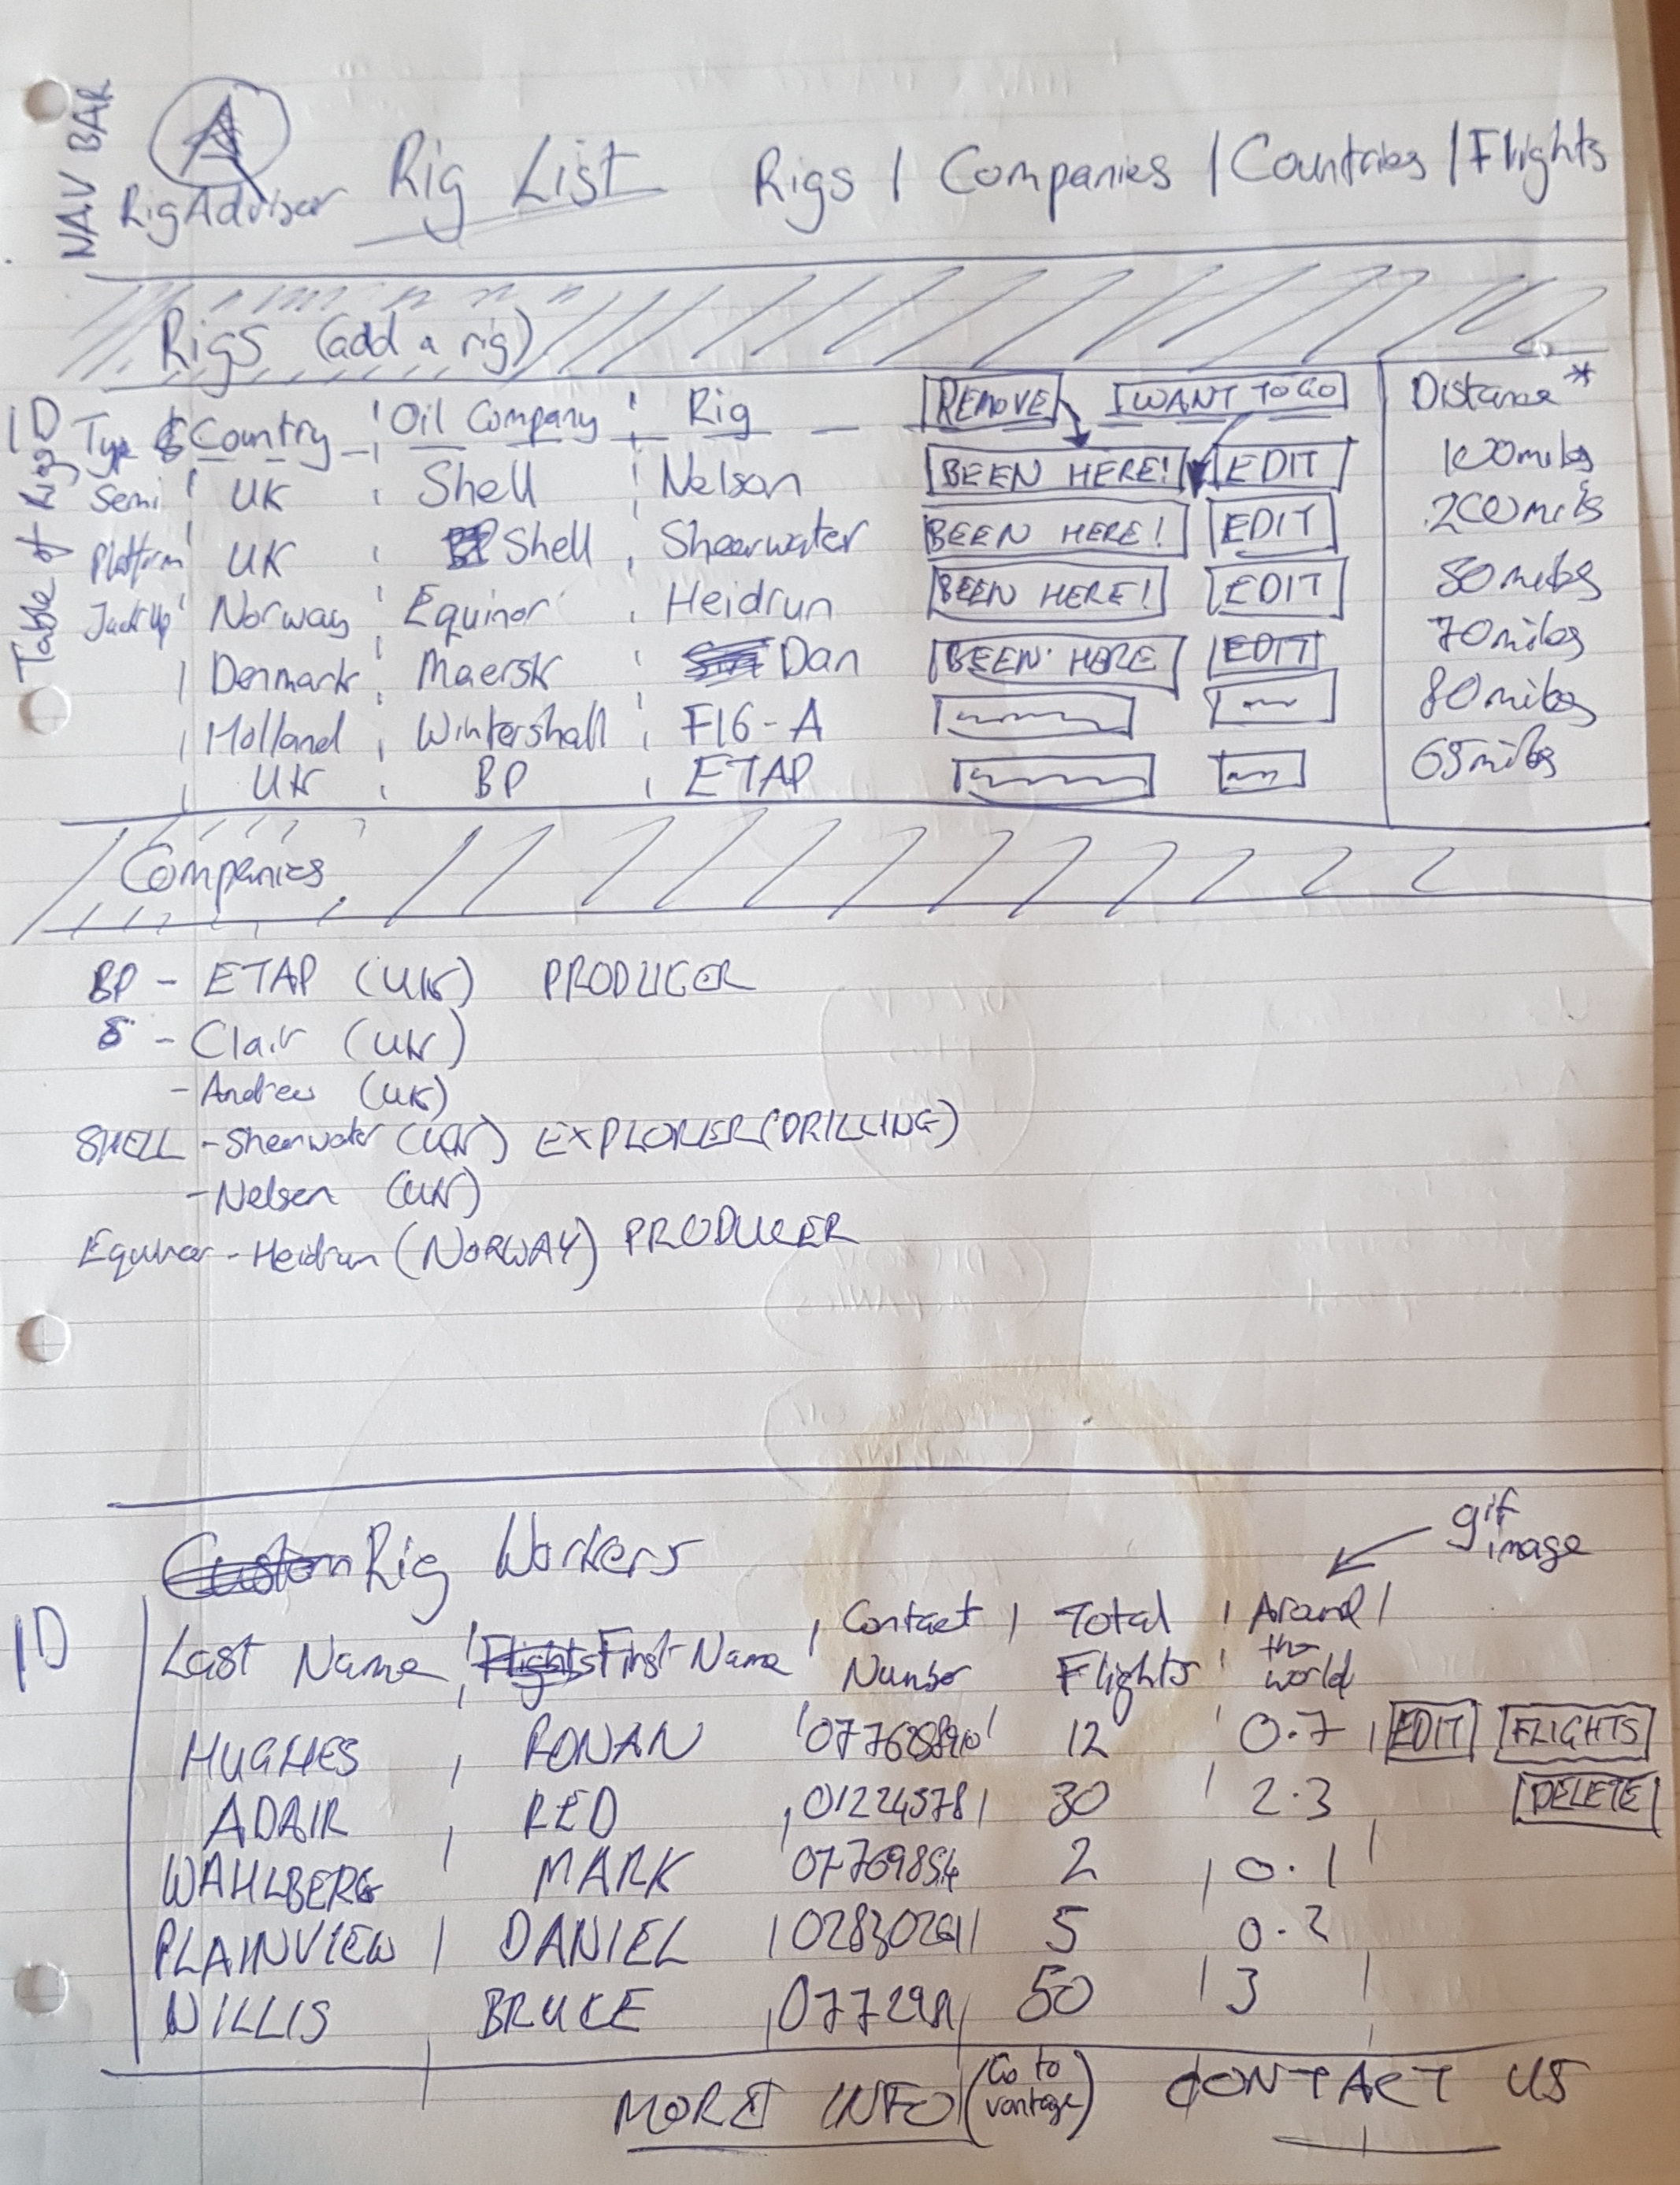 NAV BAR
RigAdvisor Rig List Rigs | Companies | Countries | Flights
Rigs (add a rig)
ID Type Country Oil Company Rig REMOVE I WANT TO GO Distance*
Table of Rigs
Semi UK Shell Nelson BEEN HERE! EDIT 100miles
Platform UK Shell Shearwater BEEN HERE! EDIT 200miles
JackUp Norway Equinor Heidrun BEEN HERE! EDIT 50miles
Denmark Maersk Dan BEEN HERE EDIT 70miles
Holland Wintershall F16-A 80miles
UK BP ETAP 65miles
Companies
BP - ETAP (UK) PRODUCER
- Clair (UK)
- Andrew (UK)
SHELL - Shearwater (UK) EXPLORER (DRILLING)
- Nelson (UK)
Equinor - Heidrun (NORWAY) PRODUCER
gif image
Rig Workers
ID Last Name First Name Contact Number Total Flights Around the world
HUGHES RONAN 12 0.7 EDIT FLIGHTS
ADAIR RED 01224578 30 2.3 DELETE
WAHLBERG MARK 07769854 2 0.1
PLAINVIEW DANIEL 5 0.2
WILLIS BRUCE 50 3
MORE INFO (Go to vantage) CONTACT US